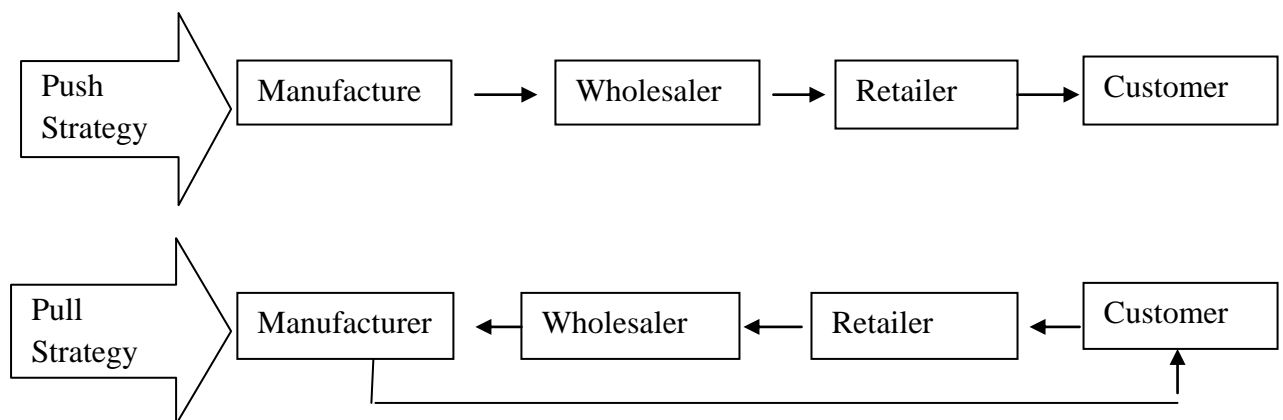 Push
Strategy
Manufacture
Wholesaler
Retailer
Customer
Pull
Strategy
Manufacturer
Wholesaler
Retailer
Customer